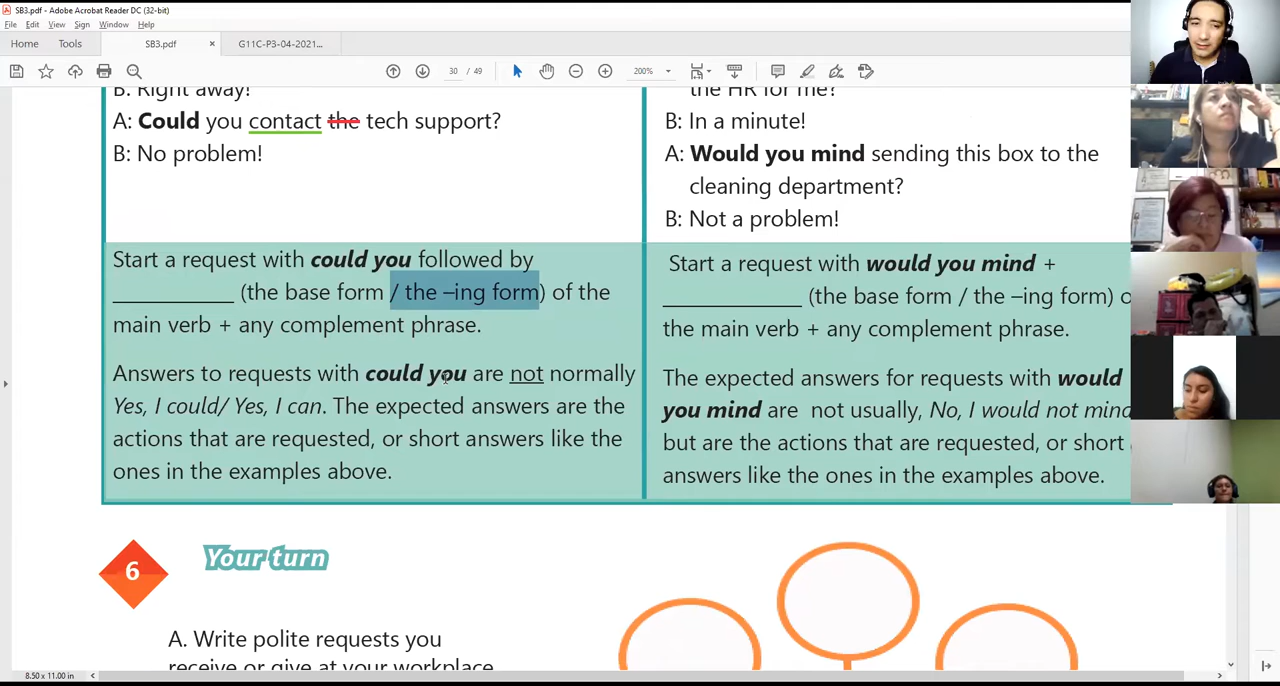 SB3.pdf - Adobe Acrobat Reader DC (32-bit)
File Edit View Sign Window Help
Home Tools SB3.pdf × G11C-P3-04-2021...
30 / 49 200%
B: Right away!
A: Could you contact the tech support?
B: No problem!
the HR for me?
B: In a minute!
A: Would you mind sending this box to the
cleaning department?
B: Not a problem!
Start a request with could you followed by
____________ (the base form / the –ing form) of the
main verb + any complement phrase.
Answers to requests with could you are not normally
Yes, I could/ Yes, I can. The expected answers are the
actions that are requested, or short answers like the
ones in the examples above.
Start a request with would you mind +
______________ (the base form / the –ing form) o
the main verb + any complement phrase.
The expected answers for requests with would
you mind are not usually, No, I would not mind
but are the actions that are requested, or short
answers like the ones in the examples above.
6 Your turn
A. Write polite requests you
receive or give at your workplace
8.50 x 11.00 in